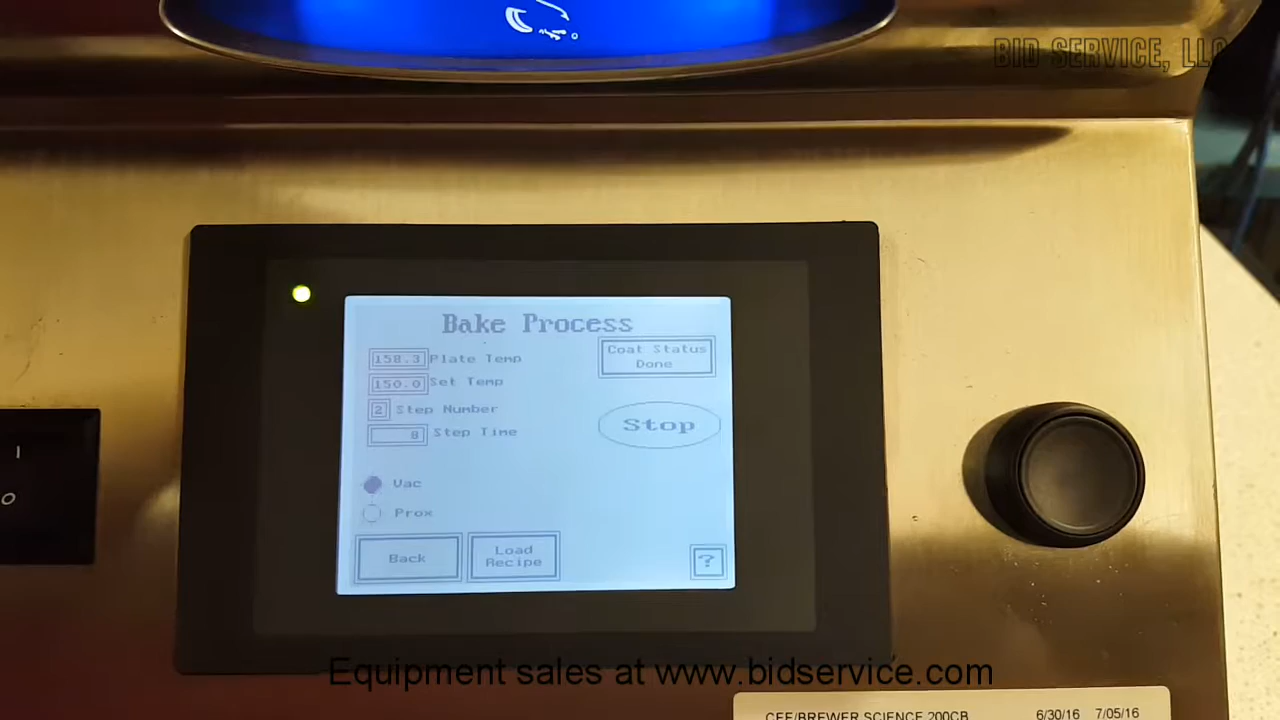 BID SERVICE, LLC
Bake Process
158.3 Plate Temp
Coat Status
Done
150.0 Set Temp
2 Step Number
8 Step Time
Stop
Vac
Prox
Back
Load
Recipe
?
I
O
Equipment sales at www.bidservice.com
CEE/BREWER SCIENCE 200CB 6/30/16 7/05/16